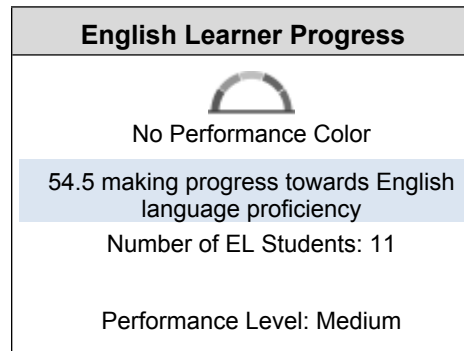 English Learner Progress
No Performance Color
54.5 making progress towards English
language proficiency
Number of EL Students: 11
Performance Level: Medium